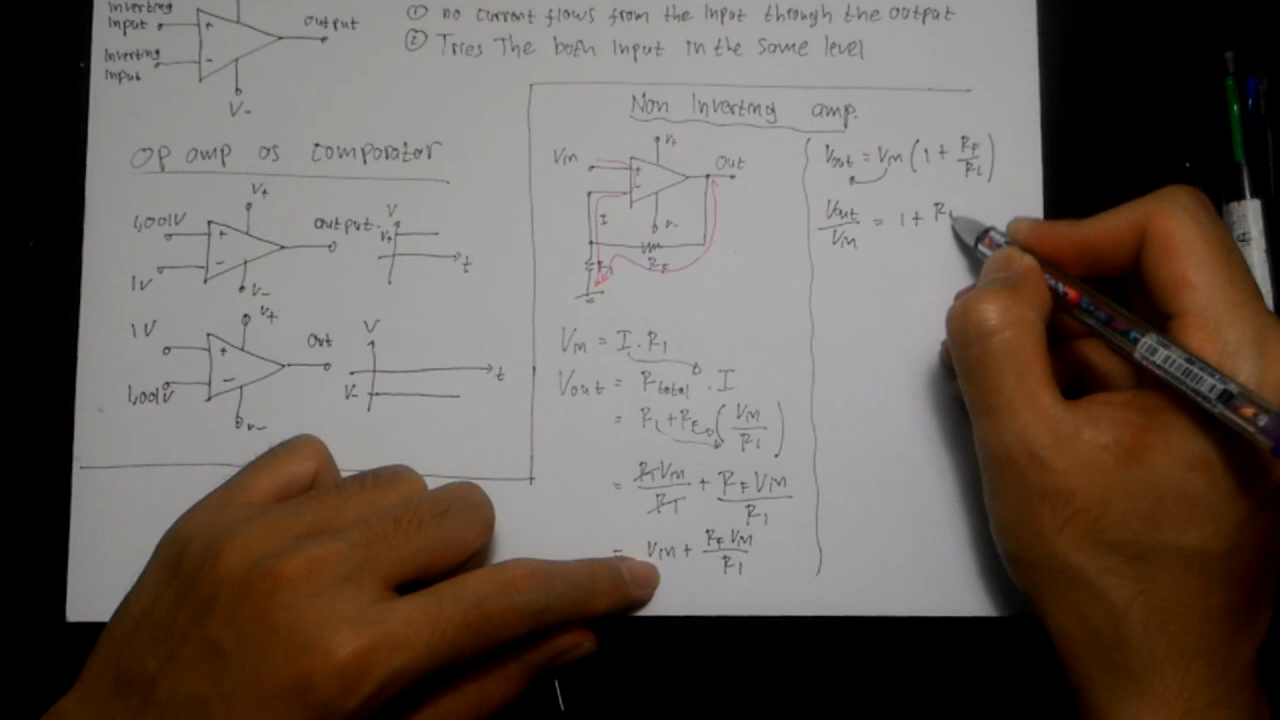 Inverting
Input
Inverting
Input
+
-
output
V-
① no current flows from the Input through the output
② Tries The both Input in the same level
OP amp as comparator
1,001V
1V
+
-
V+
V-
output.
V
V+
t
1V
1,001V
+
-
V+
V-
Out
V
V-
t
Non Inverting amp.
Vin
V+
Out
V-
I
R1
RF
Vin = I . R1
Vout = Rtotal . I
= R1 + RF (Vin/R1)
= R1Vin/R1 + RFVin/R1
= Vin + RF Vin/R1
Vout = Vin (1 + RF/R1)
Vout/Vin = 1 + R